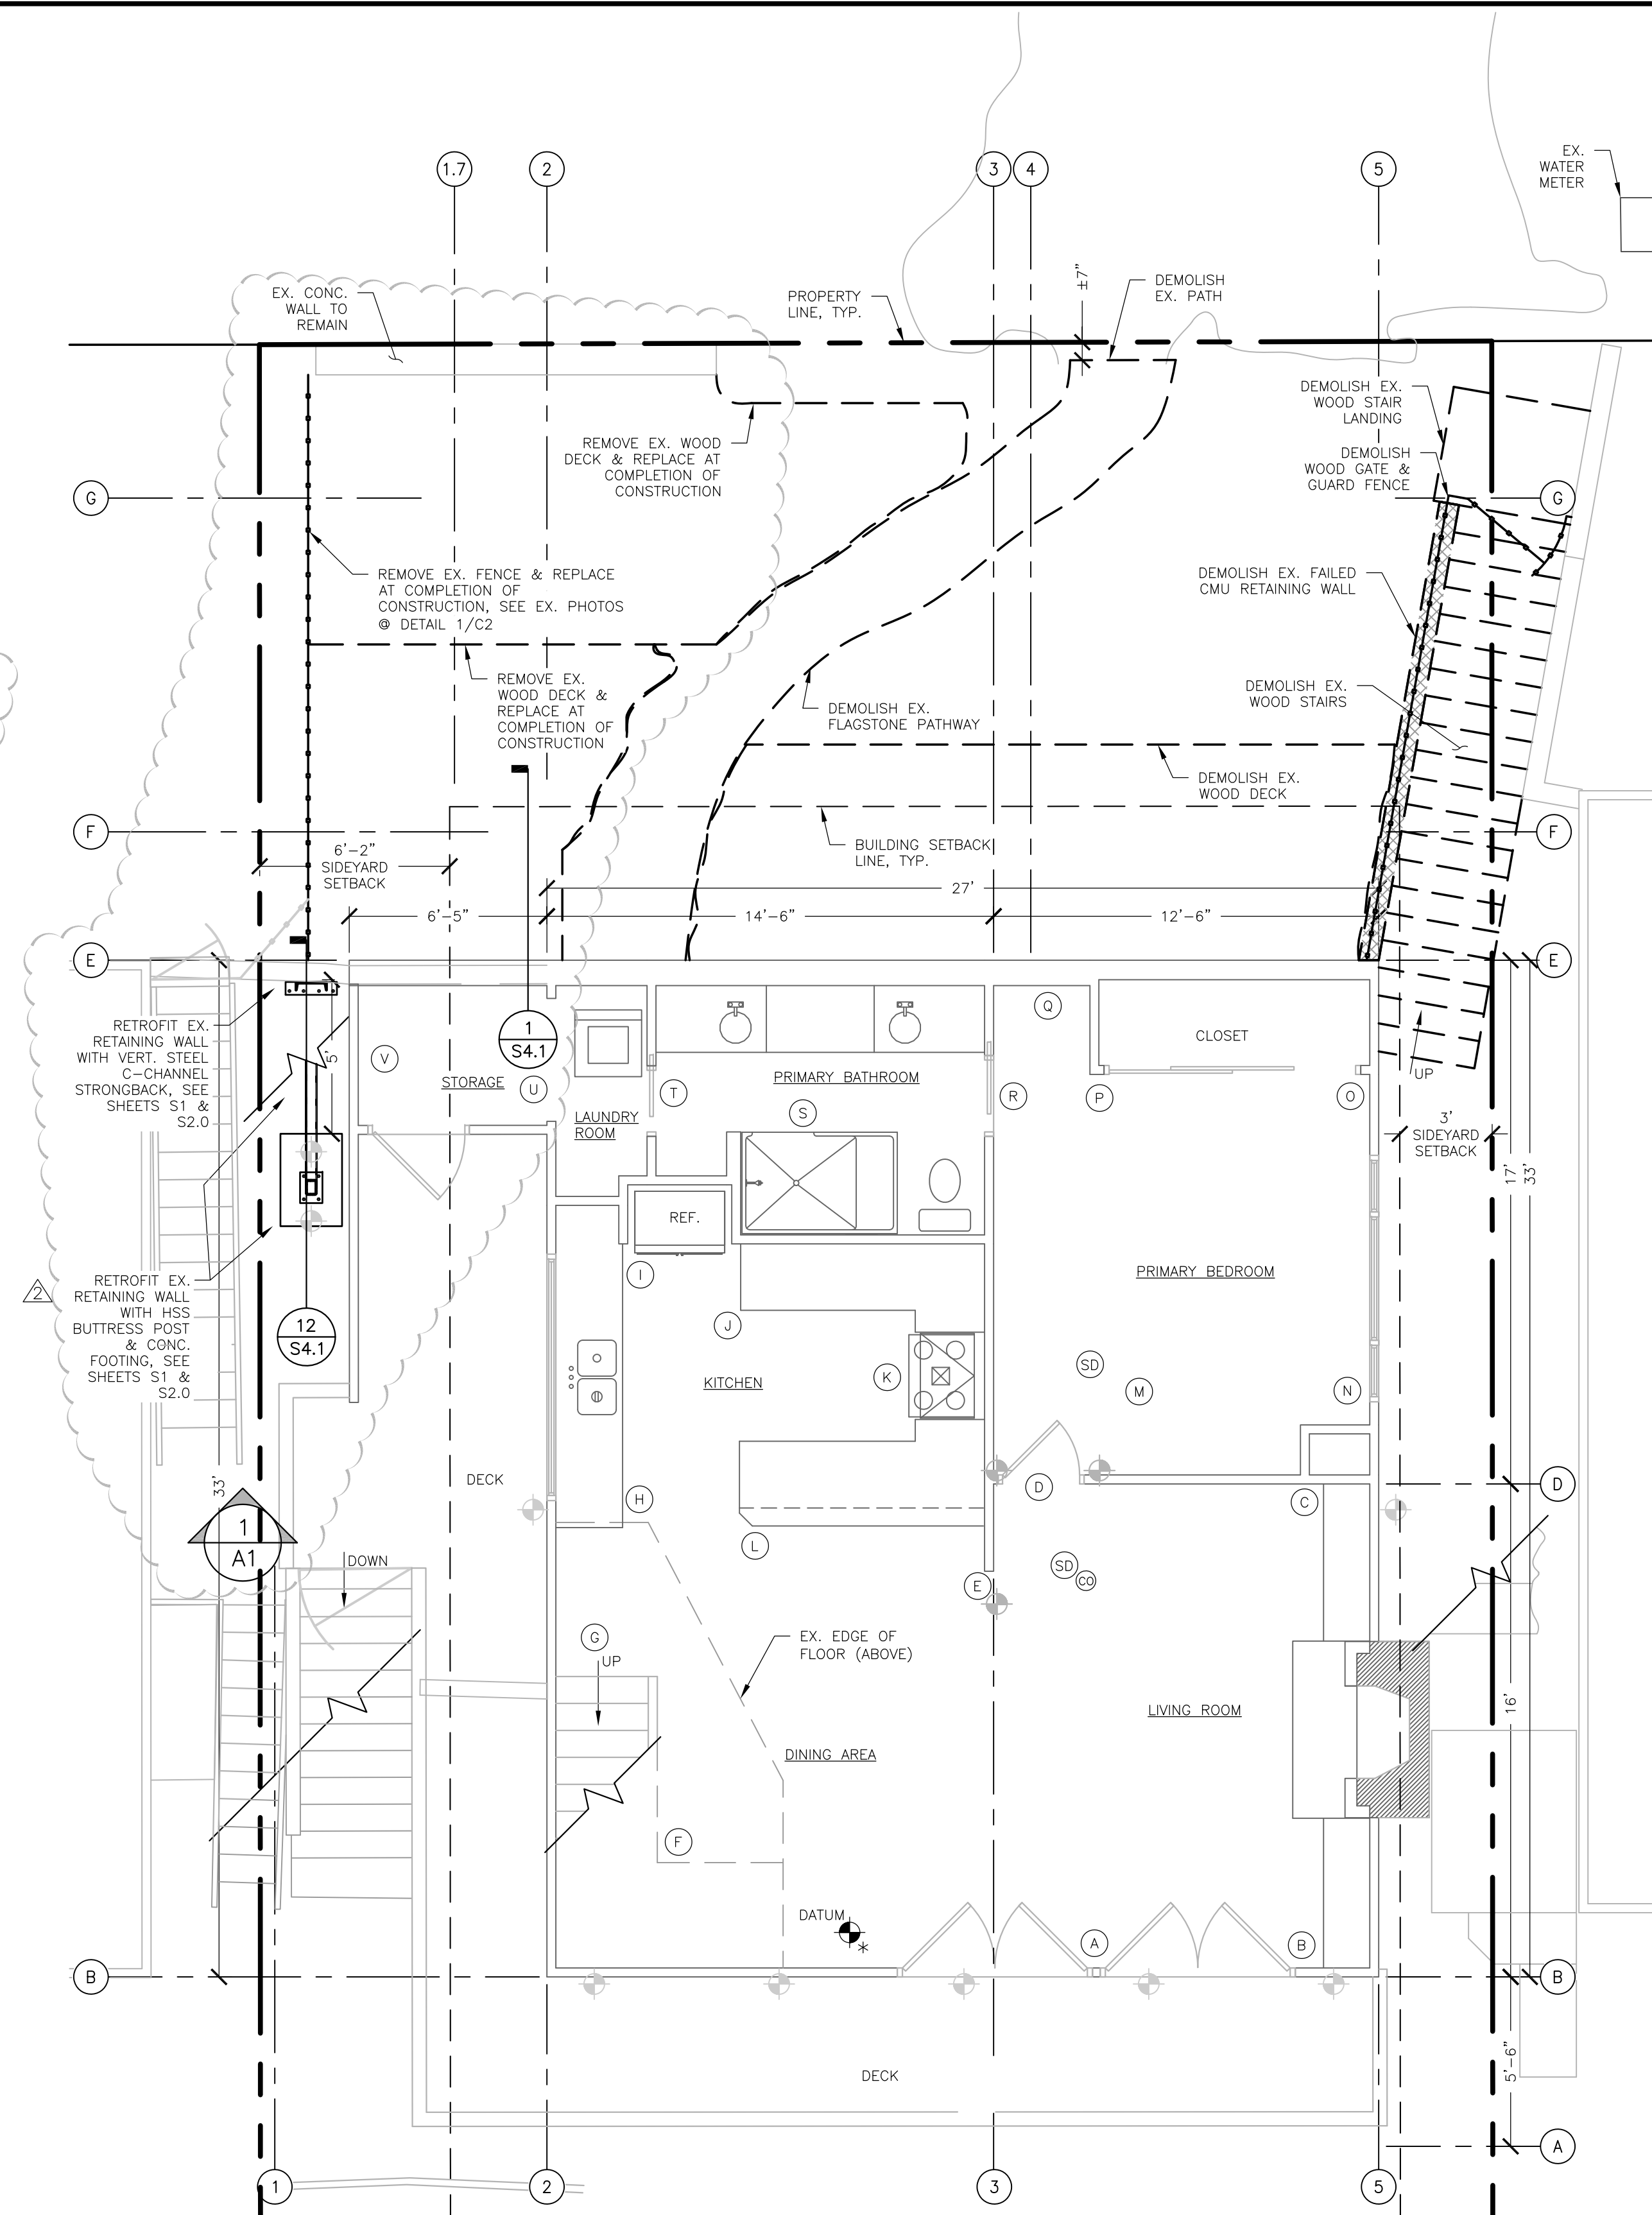 1.7
2
3
4
5
EX.
WATER
METER
±7"
DEMOLISH
EX. PATH
PROPERTY
LINE, TYP.
EX. CONC.
WALL TO
REMAIN
DEMOLISH EX.
WOOD STAIR
LANDING
REMOVE EX. WOOD
DECK & REPLACE AT
COMPLETION OF
CONSTRUCTION
DEMOLISH
WOOD GATE &
GUARD FENCE
G
G
REMOVE EX. FENCE & REPLACE
AT COMPLETION OF
CONSTRUCTION, SEE EX. PHOTOS
@ DETAIL 1/C2
DEMOLISH EX. FAILED
CMU RETAINING WALL
REMOVE EX.
WOOD DECK &
REPLACE AT
COMPLETION OF
CONSTRUCTION
DEMOLISH EX.
WOOD STAIRS
DEMOLISH EX.
FLAGSTONE PATHWAY
DEMOLISH EX.
WOOD DECK
F
F
6'-2"
SIDEYARD
SETBACK
BUILDING SETBACK
LINE, TYP.
27'
6'-5"
14'-6"
12'-6"
E
E
RETROFIT EX.
RETAINING WALL
WITH VERT. STEEL
C-CHANNEL
STRONGBACK, SEE
SHEETS S1 &
S2.0
5'
V
STORAGE
U
1
S4.1
LAUNDRY
ROOM
T
PRIMARY BATHROOM
S
R
Q
CLOSET
P
O
UP
3'
SIDEYARD
SETBACK
17'
33'
REF.
I
2
RETROFIT EX.
RETAINING WALL
WITH HSS
BUTTRESS POST
& CONC.
FOOTING, SEE
SHEETS S1 &
S2.0
12
S4.1
J
PRIMARY BEDROOM
KITCHEN
K
SD
M
N
33'
DECK
H
D
C
D
1
A1
L
DOWN
E
SD
CO
G
UP
EX. EDGE OF
FLOOR (ABOVE)
LIVING ROOM
16'
DINING AREA
F
DATUM
*
A
B
B
B
5'-6"
DECK
A
1
2
3
5